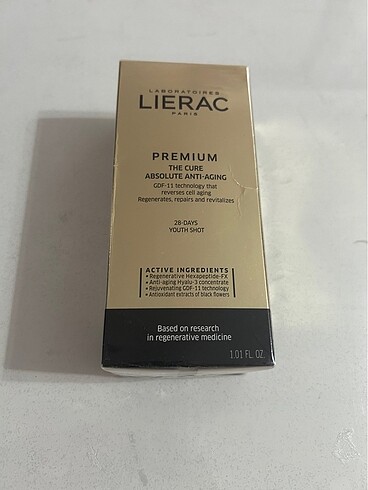 LABORATOIRES
LIERAC
PARIS
PREMIUM
THE CURE
ABSOLUTE ANTI-AGING
GDF-11 technology that
reverses cell aging
Regenerates, repairs and revitalizes
28-DAYS
YOUTH SHOT
ACTIVE INGREDIENTS
• Regenerative Hexapeptide-FX
• Anti-aging Hyalu-3 concentrate
• Rejuvenating GDF-11 technology
• Antioxidant extracts of black flowers
Based on research
in regenerative medicine
1.01 FL. OZ.